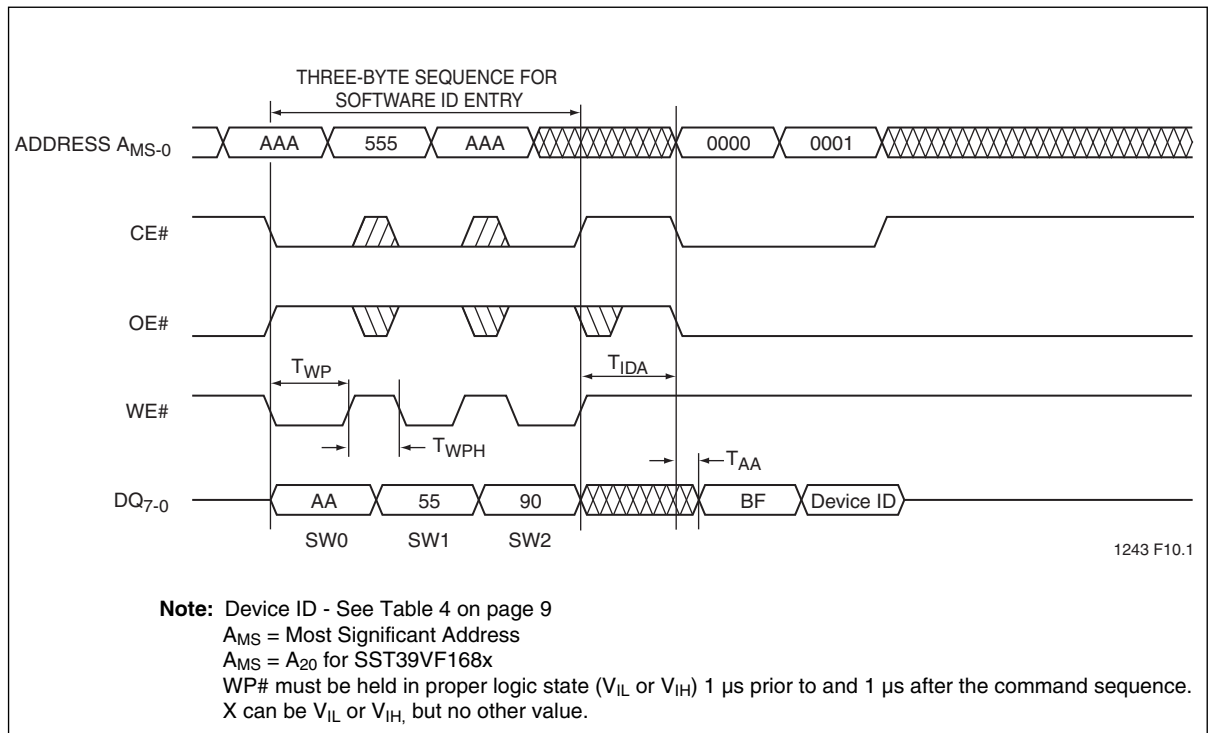 THREE-BYTE SEQUENCE FOR
SOFTWARE ID ENTRY
ADDRESS AMS-0 AAA 555 AAA 0000 0001
CE#
OE#
TWP TIDA
WE#
TWPH
TAA
DQ7-0 AA 55 90 BF Device ID
SW0 SW1 SW2
1243 F10.1
Note: Device ID - See Table 4 on page 9
AMS = Most Significant Address
AMS = A20 for SST39VF168x
WP# must be held in proper logic state (VIL or VIH) 1 µs prior to and 1 µs after the command sequence.
X can be VIL or VIH, but no other value.